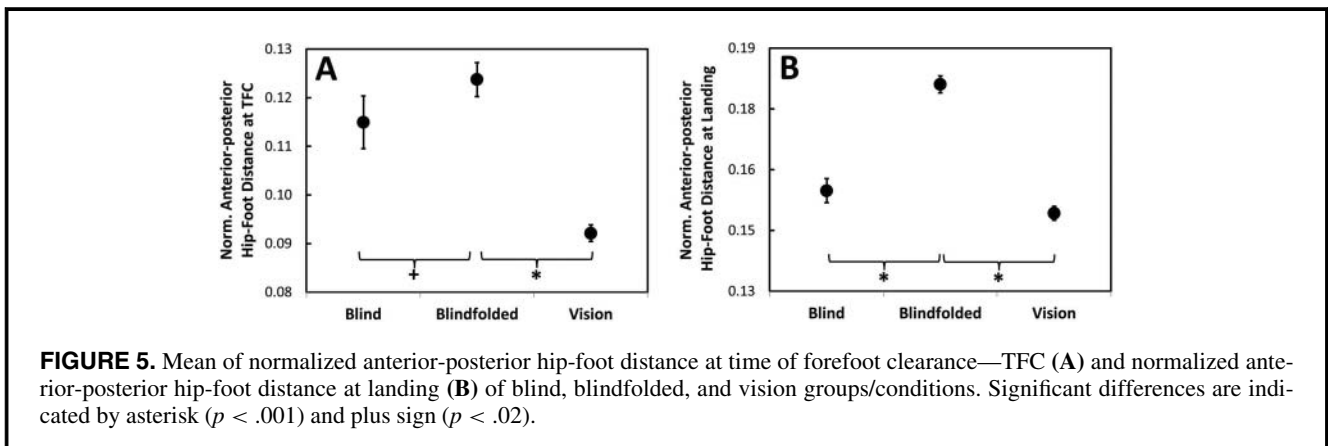 A
Norm. Anterior-posterior
Hip-Foot Distance at TFC
0.13
0.12
0.11
0.10
0.09
0.08
+
*
Blind
Blindfolded
Vision
B
Norm. Anterior-posterior
Hip-Foot Distance at Landing
0.19
0.18
0.16
0.15
0.13
*
*
Blind
Blindfolded
Vision
FIGURE 5. Mean of normalized anterior-posterior hip-foot distance at time of forefoot clearance—TFC (A) and normalized ante-
rior-posterior hip-foot distance at landing (B) of blind, blindfolded, and vision groups/conditions. Significant differences are indi-
cated by asterisk (p < .001) and plus sign (p < .02).